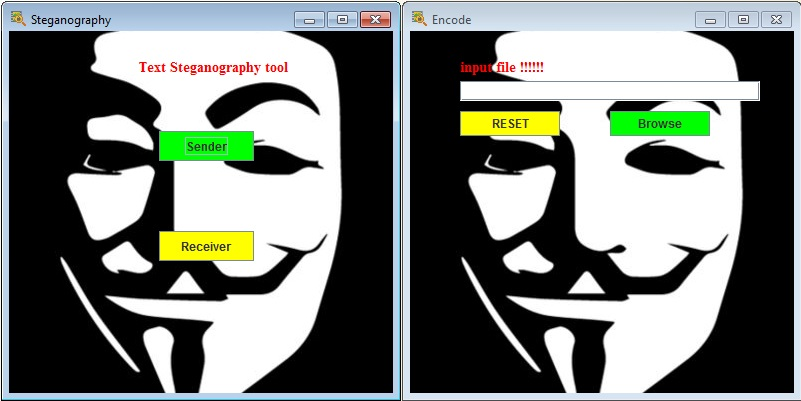 Steganography
Text Steganography tool
Sender
Receiver
Encode
input file !!!!!!
RESET
Browse